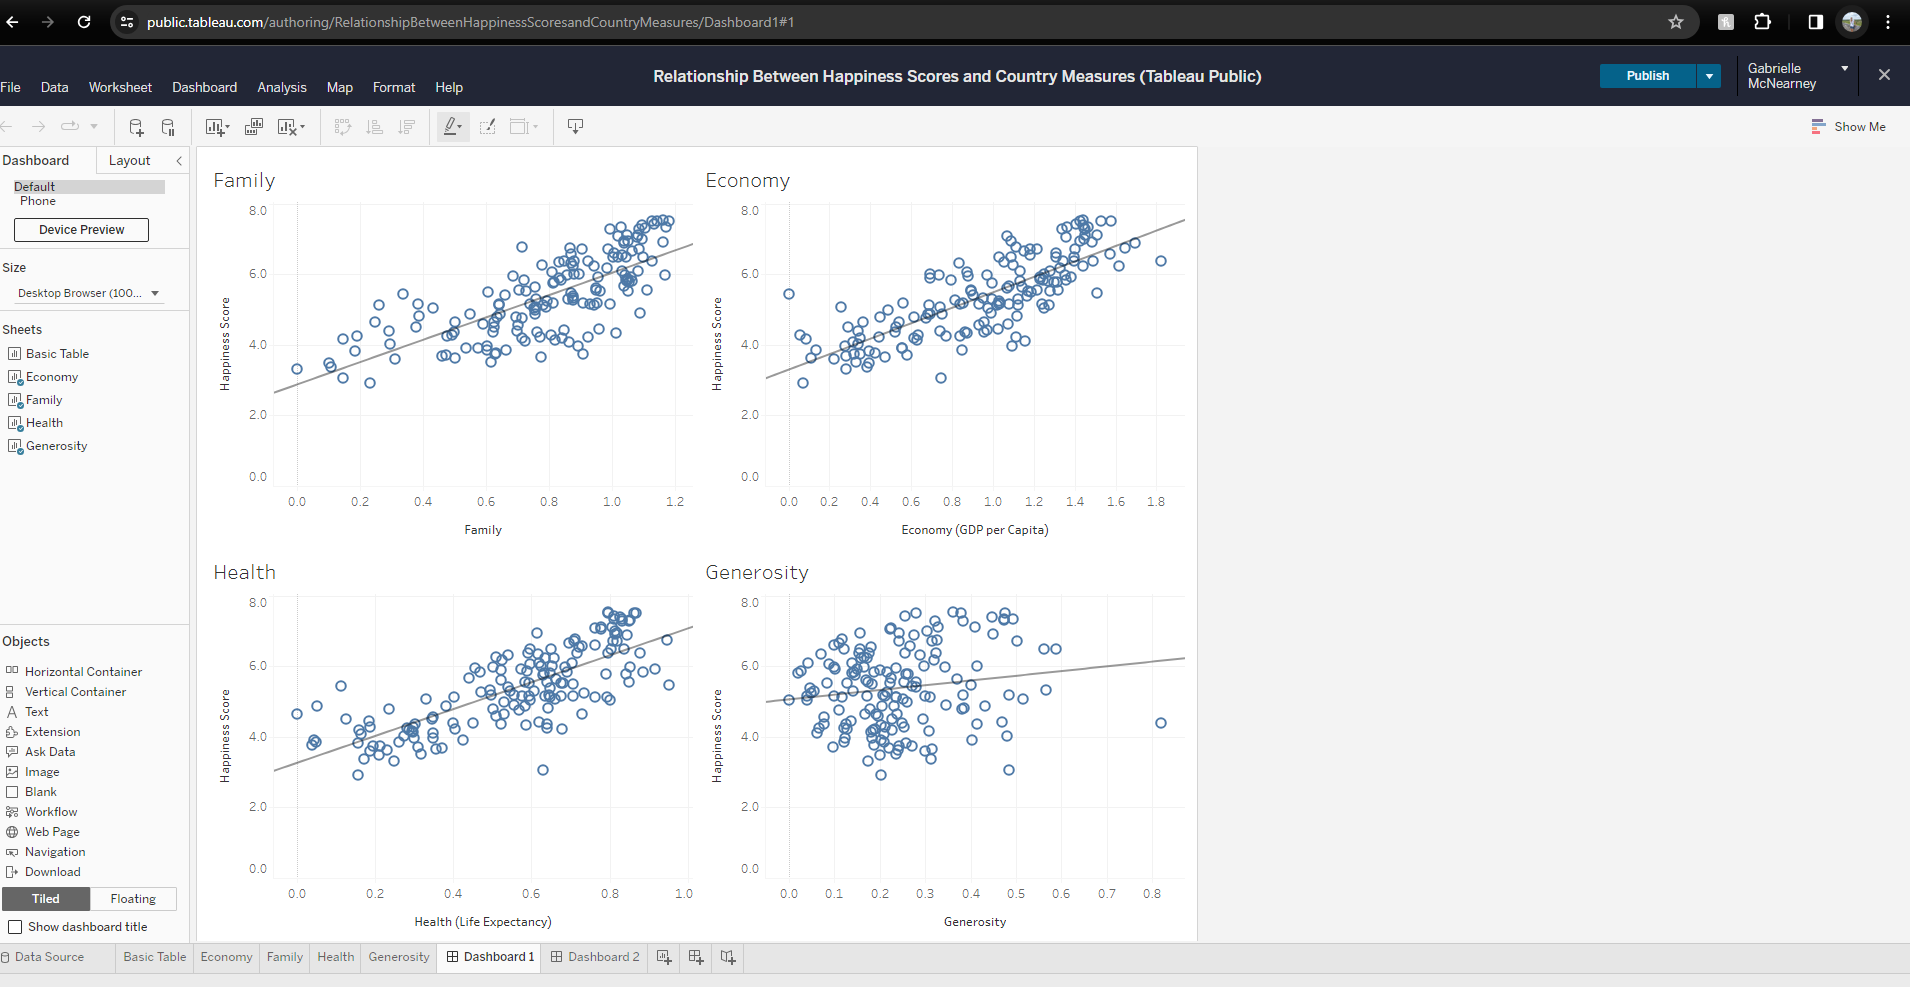 public.tableau.com/authoring/RelationshipBetweenHappinessScoresandCountryMeasures/Dashboard1#1
Relationship Between Happiness Scores and Country Measures (Tableau Public)
File Data Worksheet Dashboard Analysis Map Format Help
Publish
Gabrielle
McNearney
Show Me
Dashboard Layout
Default
Phone
Device Preview
Size
Desktop Browser (100...
Sheets
Basic Table
Economy
Family
Health
Generosity
Objects
Horizontal Container
Vertical Container
Text
Extension
Ask Data
Image
Blank
Workflow
Web Page
Navigation
Download
Tiled Floating
Show dashboard title
Family
Happiness Score
8.0
6.0
4.0
2.0
0.0
0.0 0.2 0.4 0.6 0.8 1.0 1.2
Family
Economy
Happiness Score
8.0
6.0
4.0
2.0
0.0
0.0 0.2 0.4 0.6 0.8 1.0 1.2 1.4 1.6 1.8
Economy (GDP per Capita)
Health
Happiness Score
8.0
6.0
4.0
2.0
0.0
0.0 0.2 0.4 0.6 0.8 1.0
Health (Life Expectancy)
Generosity
Happiness Score
8.0
6.0
4.0
2.0
0.0
0.0 0.1 0.2 0.3 0.4 0.5 0.6 0.7 0.8
Generosity
Data Source Basic Table Economy Family Health Generosity Dashboard 1 Dashboard 2